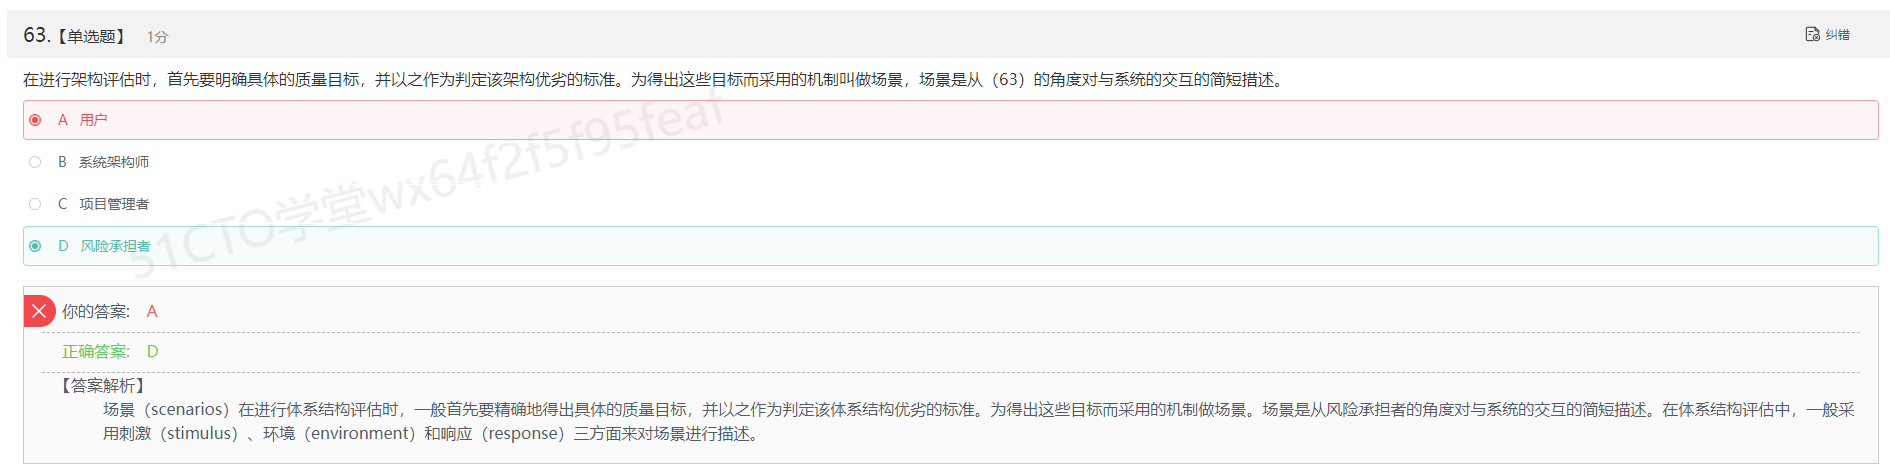 63.【单选题】 1分 纠错
在进行架构评估时，首先要明确具体的质量目标，并以之作为判定该架构优劣的标准。为得出这些目标而采用的机制叫做场景，场景是从（63）的角度对与系统的交互的简短描述。
A 用户
B 系统架构师
C 项目管理者
D 风险承担者
51CTO学堂wx64f2f5f95feaf
你的答案: A
正确答案: D
【答案解析】
场景（scenarios）在进行体系结构评估时，一般首先要精确地得出具体的质量目标，并以之作为判定该体系结构优劣的标准。为得出这些目标而采用的机制做场景。场景是从风险承担者的角度对与系统的交互的简短描述。在体系结构评估中，一般采
用刺激（stimulus）、环境（environment）和响应（response）三方面来对场景进行描述。